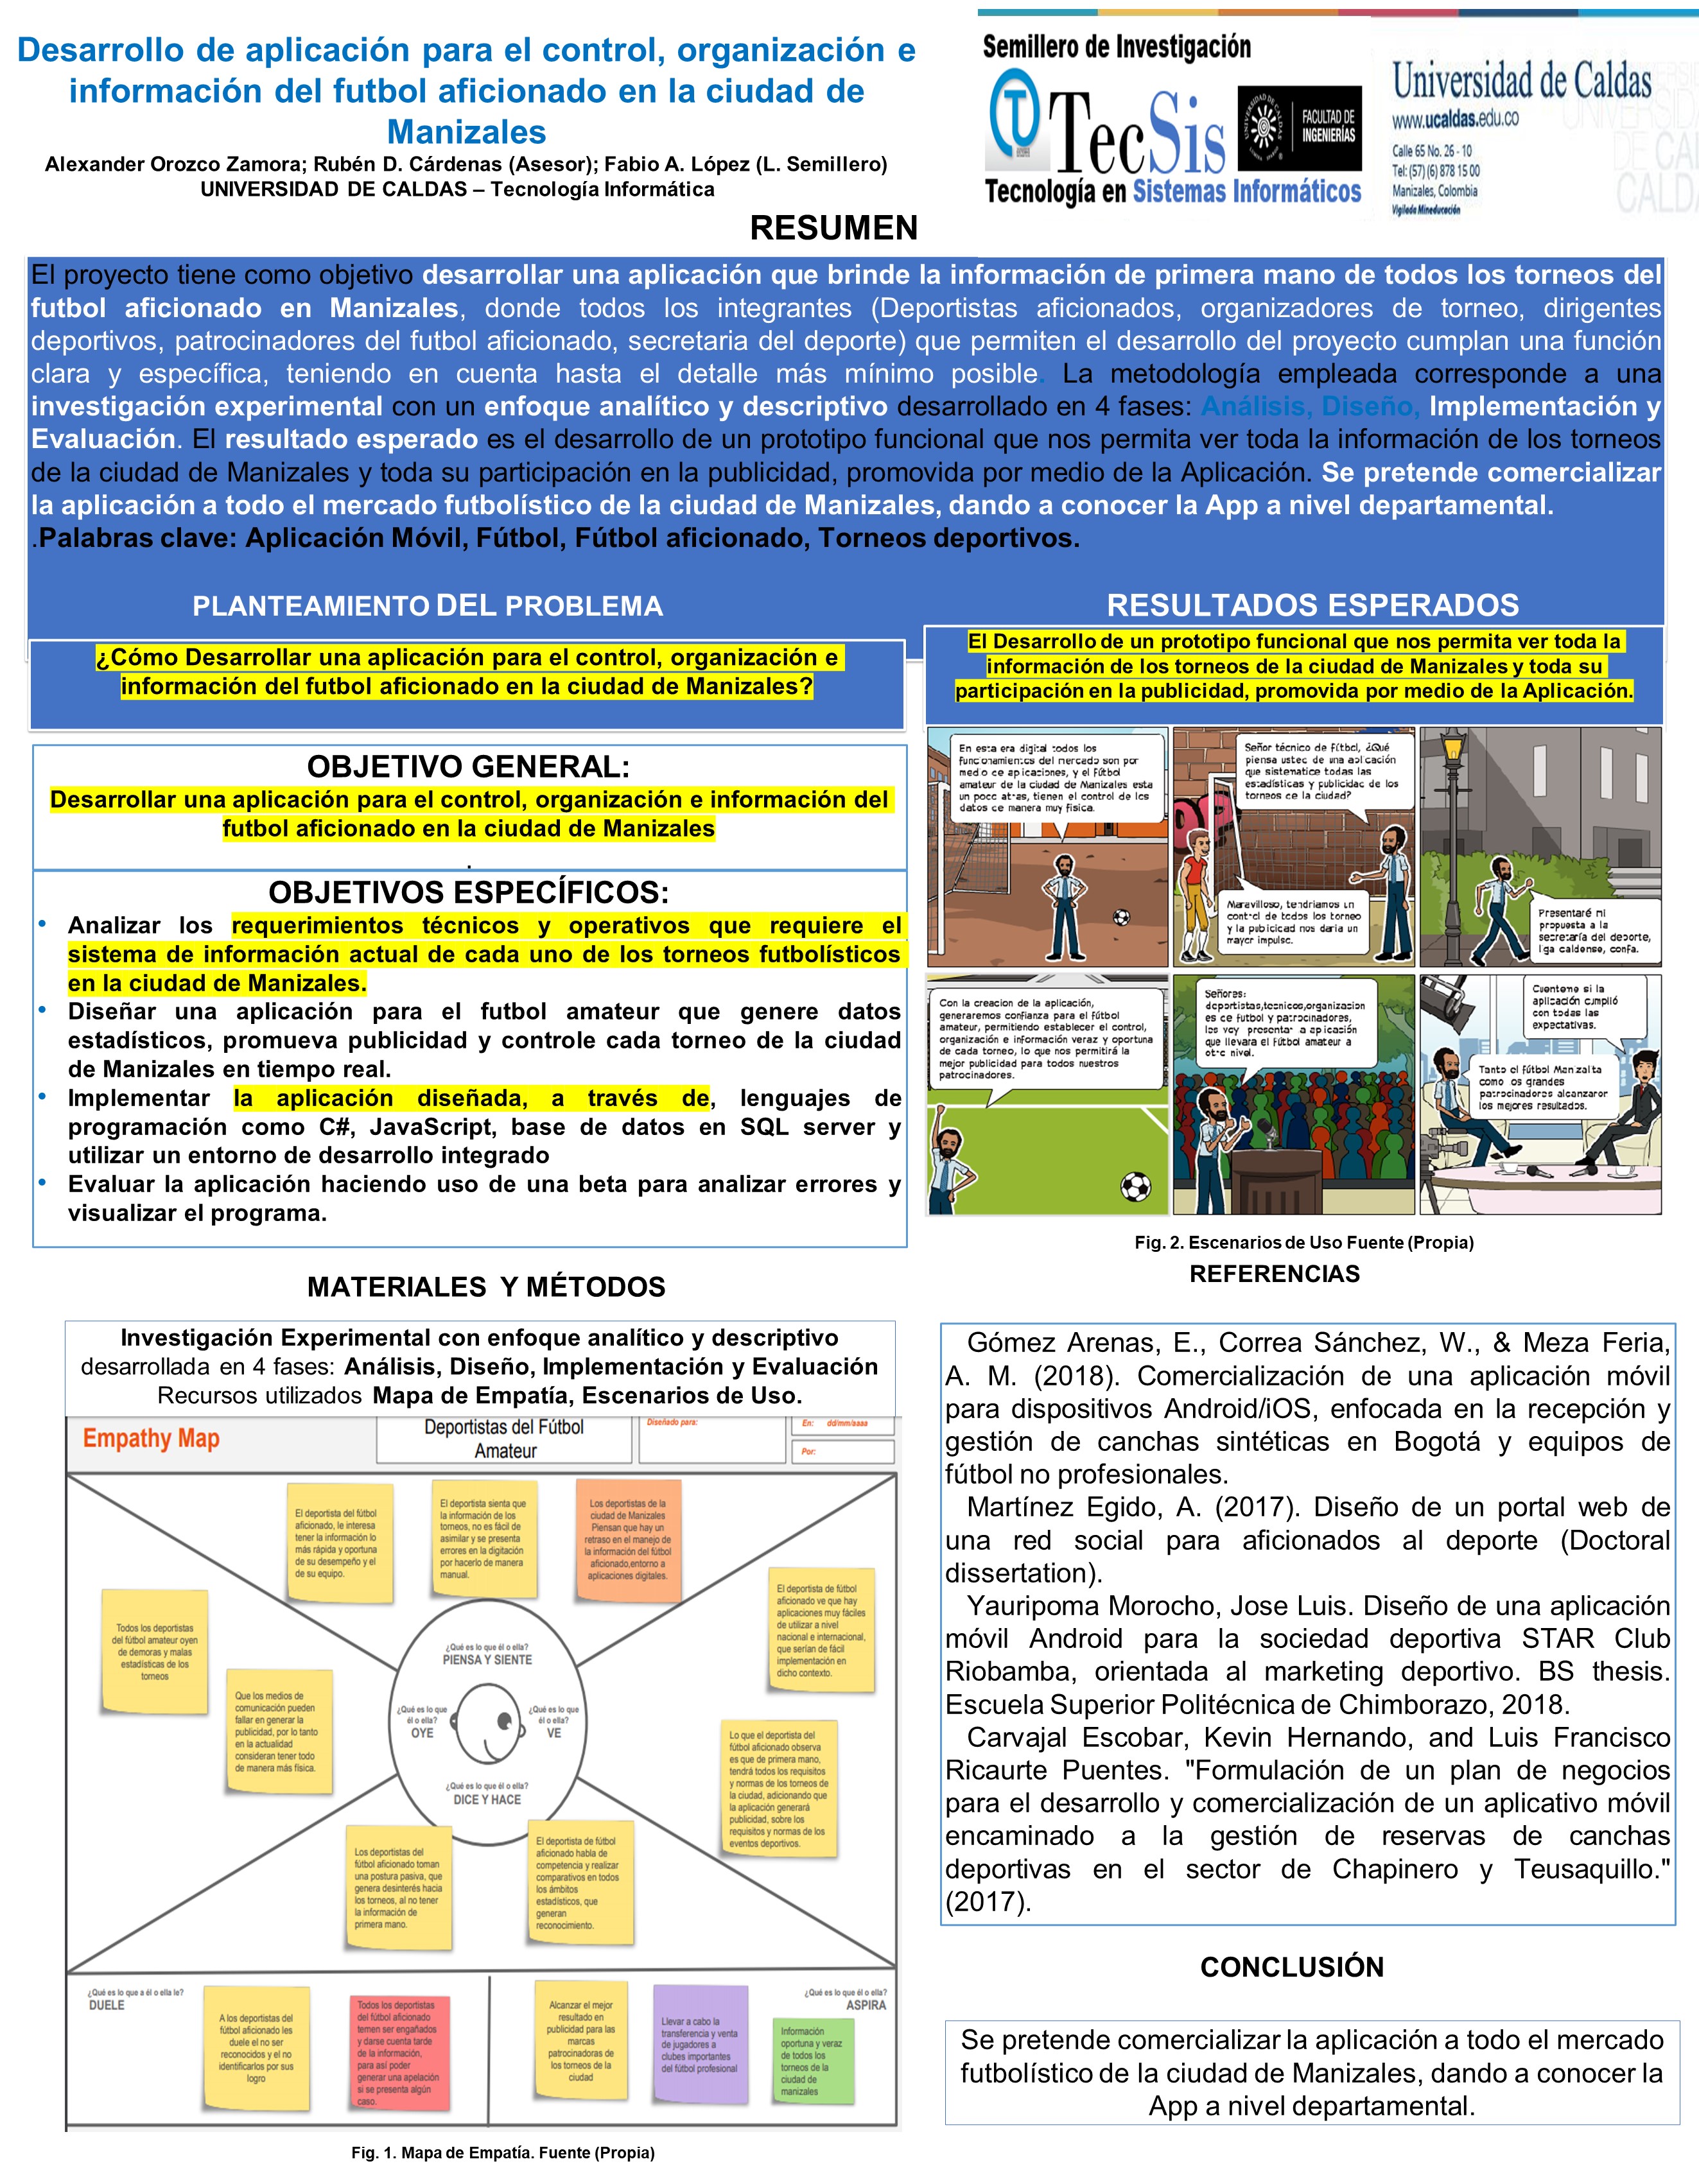 Desarrollo de aplicación para el control, organización e
información del futbol aficionado en la ciudad de
Manizales
Alexander Orozco Zamora; Rubén D. Cárdenas (Asesor); Fabio A. López (L. Semillero)
UNIVERSIDAD DE CALDAS – Tecnología Informática
Semillero de Investigación
TecSis
FACULTAD DE
INGENIERÍAS
Tecnología en Sistemas Informáticos
Universidad de Caldas
www.ucaldas.edu.co
Calle 65 No. 26 - 10
Tel: (57) (6) 878 15 00
Manizales, Colombia
Vigilada Mineducación
RESUMEN
El proyecto tiene como objetivo desarrollar una aplicación que brinde la información de primera mano de todos los torneos del
futbol aficionado en Manizales, donde todos los integrantes (Deportistas aficionados, organizadores de torneo, dirigentes
deportivos, patrocinadores del futbol aficionado, secretaria del deporte) que permiten el desarrollo del proyecto cumplan una función
clara y específica, teniendo en cuenta hasta el detalle más mínimo posible. La metodología empleada corresponde a una
investigación experimental con un enfoque analítico y descriptivo desarrollado en 4 fases: Análisis, Diseño, Implementación y
Evaluación. El resultado esperado es el desarrollo de un prototipo funcional que nos permita ver toda la información de los torneos
de la ciudad de Manizales y toda su participación en la publicidad, promovida por medio de la Aplicación. Se pretende comercializar
la aplicación a todo el mercado futbolístico de la ciudad de Manizales, dando a conocer la App a nivel departamental.
.Palabras clave: Aplicación Móvil, Fútbol, Fútbol aficionado, Torneos deportivos.
PLANTEAMIENTO DEL PROBLEMA
¿Cómo Desarrollar una aplicación para el control, organización e
información del futbol aficionado en la ciudad de Manizales?
OBJETIVO GENERAL:
Desarrollar una aplicación para el control, organización e información del
futbol aficionado en la ciudad de Manizales
.
OBJETIVOS ESPECÍFICOS:
• Analizar los requerimientos técnicos y operativos que requiere el
sistema de información actual de cada uno de los torneos futbolísticos
en la ciudad de Manizales.
• Diseñar una aplicación para el futbol amateur que genere datos
estadísticos, promueva publicidad y controle cada torneo de la ciudad
de Manizales en tiempo real.
• Implementar la aplicación diseñada, a través de, lenguajes de
programación como C#, JavaScript, base de datos en SQL server y
utilizar un entorno de desarrollo integrado
• Evaluar la aplicación haciendo uso de una beta para analizar errores y
visualizar el programa.
MATERIALES Y MÉTODOS
Investigación Experimental con enfoque analítico y descriptivo
desarrollada en 4 fases: Análisis, Diseño, Implementación y Evaluación
Recursos utilizados Mapa de Empatía, Escenarios de Uso.
Empathy Map
Deportistas del Fútbol
Amateur
Diseñado para:
En: dd/mm/aaaa
Por:
El deportista del fútbol
aficionado, le interesa
tener la información lo
más rápida y oportuna
de su desempeño y el
de su equipo.
El deportista sienta que
la información de los
torneos, no es fácil de
asimilar y se presenta
errores en la digitación
por hacerlo de manera
manual.
Los deportistas de la
ciudad de Manizales
Piensan que hay un
retraso en el manejo de
la información del fútbol
aficionado,entorno a
aplicaciones digitales.
Todos los deportistas
del fútbol amateur oyen
de demoras y malas
estadísticas de los
torneos
Que los medios de
comunicación pueden
fallar en generar la
publicidad, por lo tanto
en la actualidad
consideran tener todo
de manera más física.
El deportista de fútbol
aficionado ve que hay
aplicaciones muy fáciles
de utilizar a nivel
nacional e internacional,
que serían de fácil
implementación en
dicho contexto.
Lo que el deportista del
fútbol aficionado observa
es que de primera mano,
tendrá todos los requisitos
y normas de los torneos de
la ciudad, adicionando que
la aplicación generará
publicidad, sobre los
requisitos y normas de los
eventos deportivos.
¿Qué es lo que él o ella?
PIENSA Y SIENTE
¿Qué es lo que
él o ella?
OYE
¿Qué es lo que
él o ella?
VE
¿Qué es lo que él o ella?
DICE Y HACE
Los deportistas del
fútbol aficionado toman
una postura pasiva, que
genera desinterés hacia
los torneos, al no tener
la información de
primera mano.
El deportista de fútbol
aficionado habla de
competencia y realizar
comparativos en todos
los ámbitos
estadísticos, que
generan
reconocimiento.
¿Qué es lo que a él o ella le?
DUELE
A los deportistas del
fútbol aficionado les
duele el no ser
reconocidos y el no
identificarlos por sus
logro
Todos los deportistas
del fútbol aficionado
temen ser engañados
y darse cuenta tarde
de la información,
para así poder
generar una apelación
si se presenta algún
caso.
Alcanzar el mejor
resultado en
publicidad para las
marcas
patrocinadoras de
los torneos de la
ciudad
Llevar a cabo la
transferencia y venta
de jugadores a
clubes importantes
del fútbol profesional
¿Qué es lo que él o ella?
ASPIRA
Información
oportuna y veraz
de todos los
torneos de la
ciudad de
manizales
Fig. 1. Mapa de Empatía. Fuente (Propia)
RESULTADOS ESPERADOS
El Desarrollo de un prototipo funcional que nos permita ver toda la
información de los torneos de la ciudad de Manizales y toda su
participación en la publicidad, promovida por medio de la Aplicación.
En esta era digital todos los
funcionamientos del mercado son por
medio de aplicaciones, y el fútbol
amateur de la ciudad de Manizales esta
un poco atras, tienen el control de los
datos de manera muy fisica.
Señor técnico de fútbol, ¿Qué
piensa usted de una aplicación
que sistematice todas las
estadísticas y publicidad de los
torneos de la ciudad?
Maravilloso, tendriamos un
control de todos los torneo
y la publicidad nos daria un
mayor impulso.
Presentaré mi
propuesta a la
secretaría del deporte,
liga caldense, confa.
Con la creacion de la aplicación,
generaremos confianza para el fútbol
amateur, permitiendo establecer el control,
organización e información veraz y oportuna
de cada torneo, lo que nos permitirá la
mejor publicidad para todos nuestros
patrocinadores.
Señores:
deportistas,tecnicos,organizacion
es de futbol y patrocinadores,
les voy presentar la aplicación
que llevara el fútbol amateur a
otro nivel.
Cuenteme si la
aplicación cumplió
con todas las
expectativas.
Tanto el fútbol Manizalita
como los grandes
patrocinadores alcanzaron
los mejores resultados.
Fig. 2. Escenarios de Uso Fuente (Propia)
REFERENCIAS
Gómez Arenas, E., Correa Sánchez, W., & Meza Feria,
A. M. (2018). Comercialización de una aplicación móvil
para dispositivos Android/iOS, enfocada en la recepción y
gestión de canchas sintéticas en Bogotá y equipos de
fútbol no profesionales.
Martínez Egido, A. (2017). Diseño de un portal web de
una red social para aficionados al deporte (Doctoral
dissertation).
Yauripoma Morocho, Jose Luis. Diseño de una aplicación
móvil Android para la sociedad deportiva STAR Club
Riobamba, orientada al marketing deportivo. BS thesis.
Escuela Superior Politécnica de Chimborazo, 2018.
Carvajal Escobar, Kevin Hernando, and Luis Francisco
Ricaurte Puentes. "Formulación de un plan de negocios
para el desarrollo y comercialización de un aplicativo móvil
encaminado a la gestión de reservas de canchas
deportivas en el sector de Chapinero y Teusaquillo."
(2017).
CONCLUSIÓN
Se pretende comercializar la aplicación a todo el mercado
futbolístico de la ciudad de Manizales, dando a conocer la
App a nivel departamental.